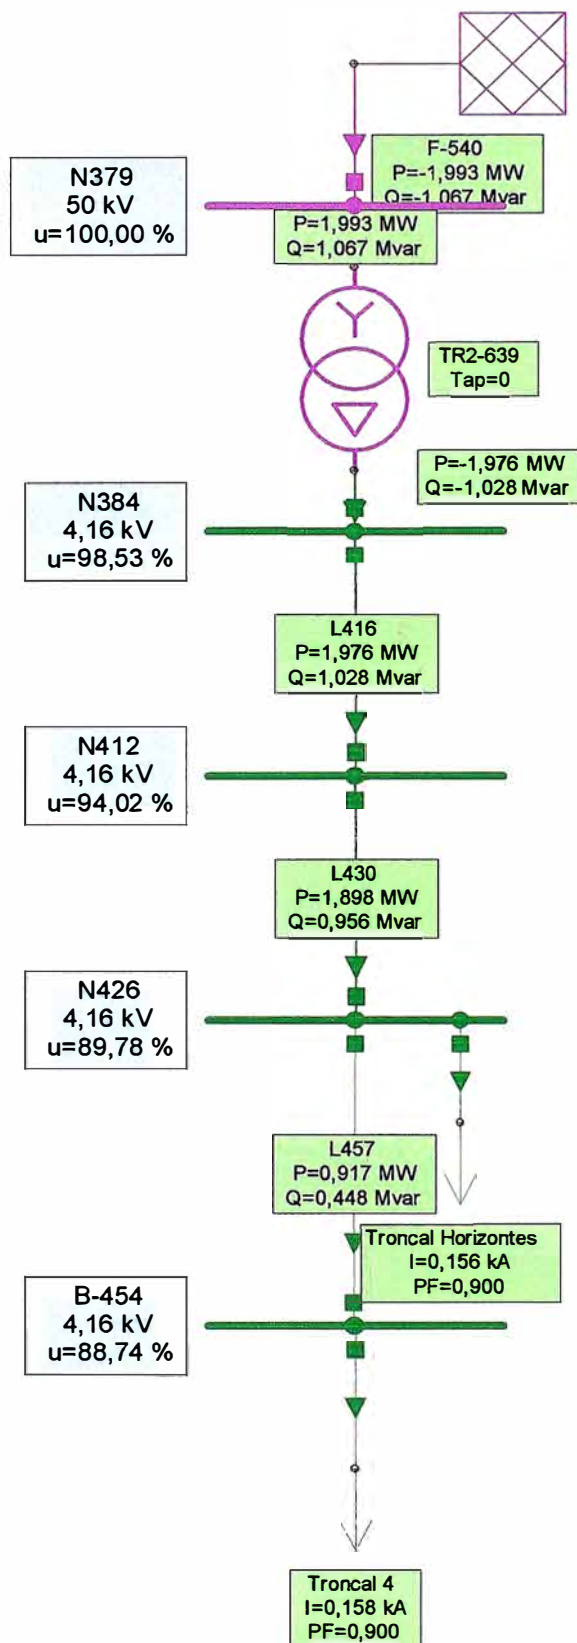 F-540
P=-1,993 MW
Q=-1,067 Mvar
N379
50 kV
u=100,00 %
P=1,993 MW
Q=1,067 Mvar
TR2-639
Tap=0
P=-1,976 MW
Q=-1,028 Mvar
N384
4,16 kV
u=98,53 %
L416
P=1,976 MW
Q=1,028 Mvar
N412
4,16 kV
u=94,02 %
L430
P=1,898 MW
Q=0,956 Mvar
N426
4,16 kV
u=89,78 %
L457
P=0,917 MW
Q=0,448 Mvar
Troncal Horizontes
I=0,156 kA
PF=0,900
B-454
4,16 kV
u=88,74 %
Troncal 4
I=0,158 kA
PF=0,900